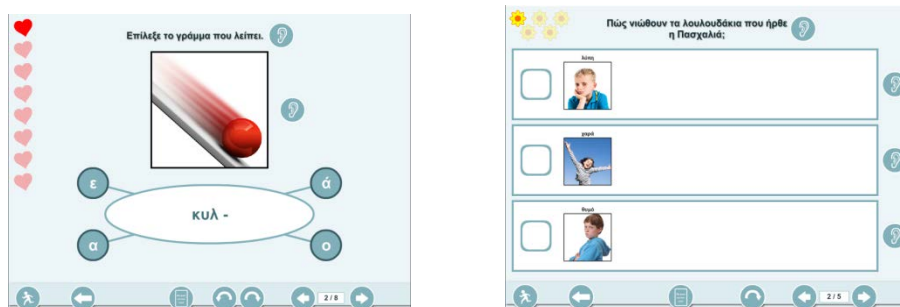 Επίλεξε το γράμμα που λείπει.
ε
ά
κυλ -
α
ο
2 / 8
Πώς νιώθουν τα λουλουδάκια που ήρθε
η Πασχαλιά;
λύπη
χαρά
θυμό
2 / 5